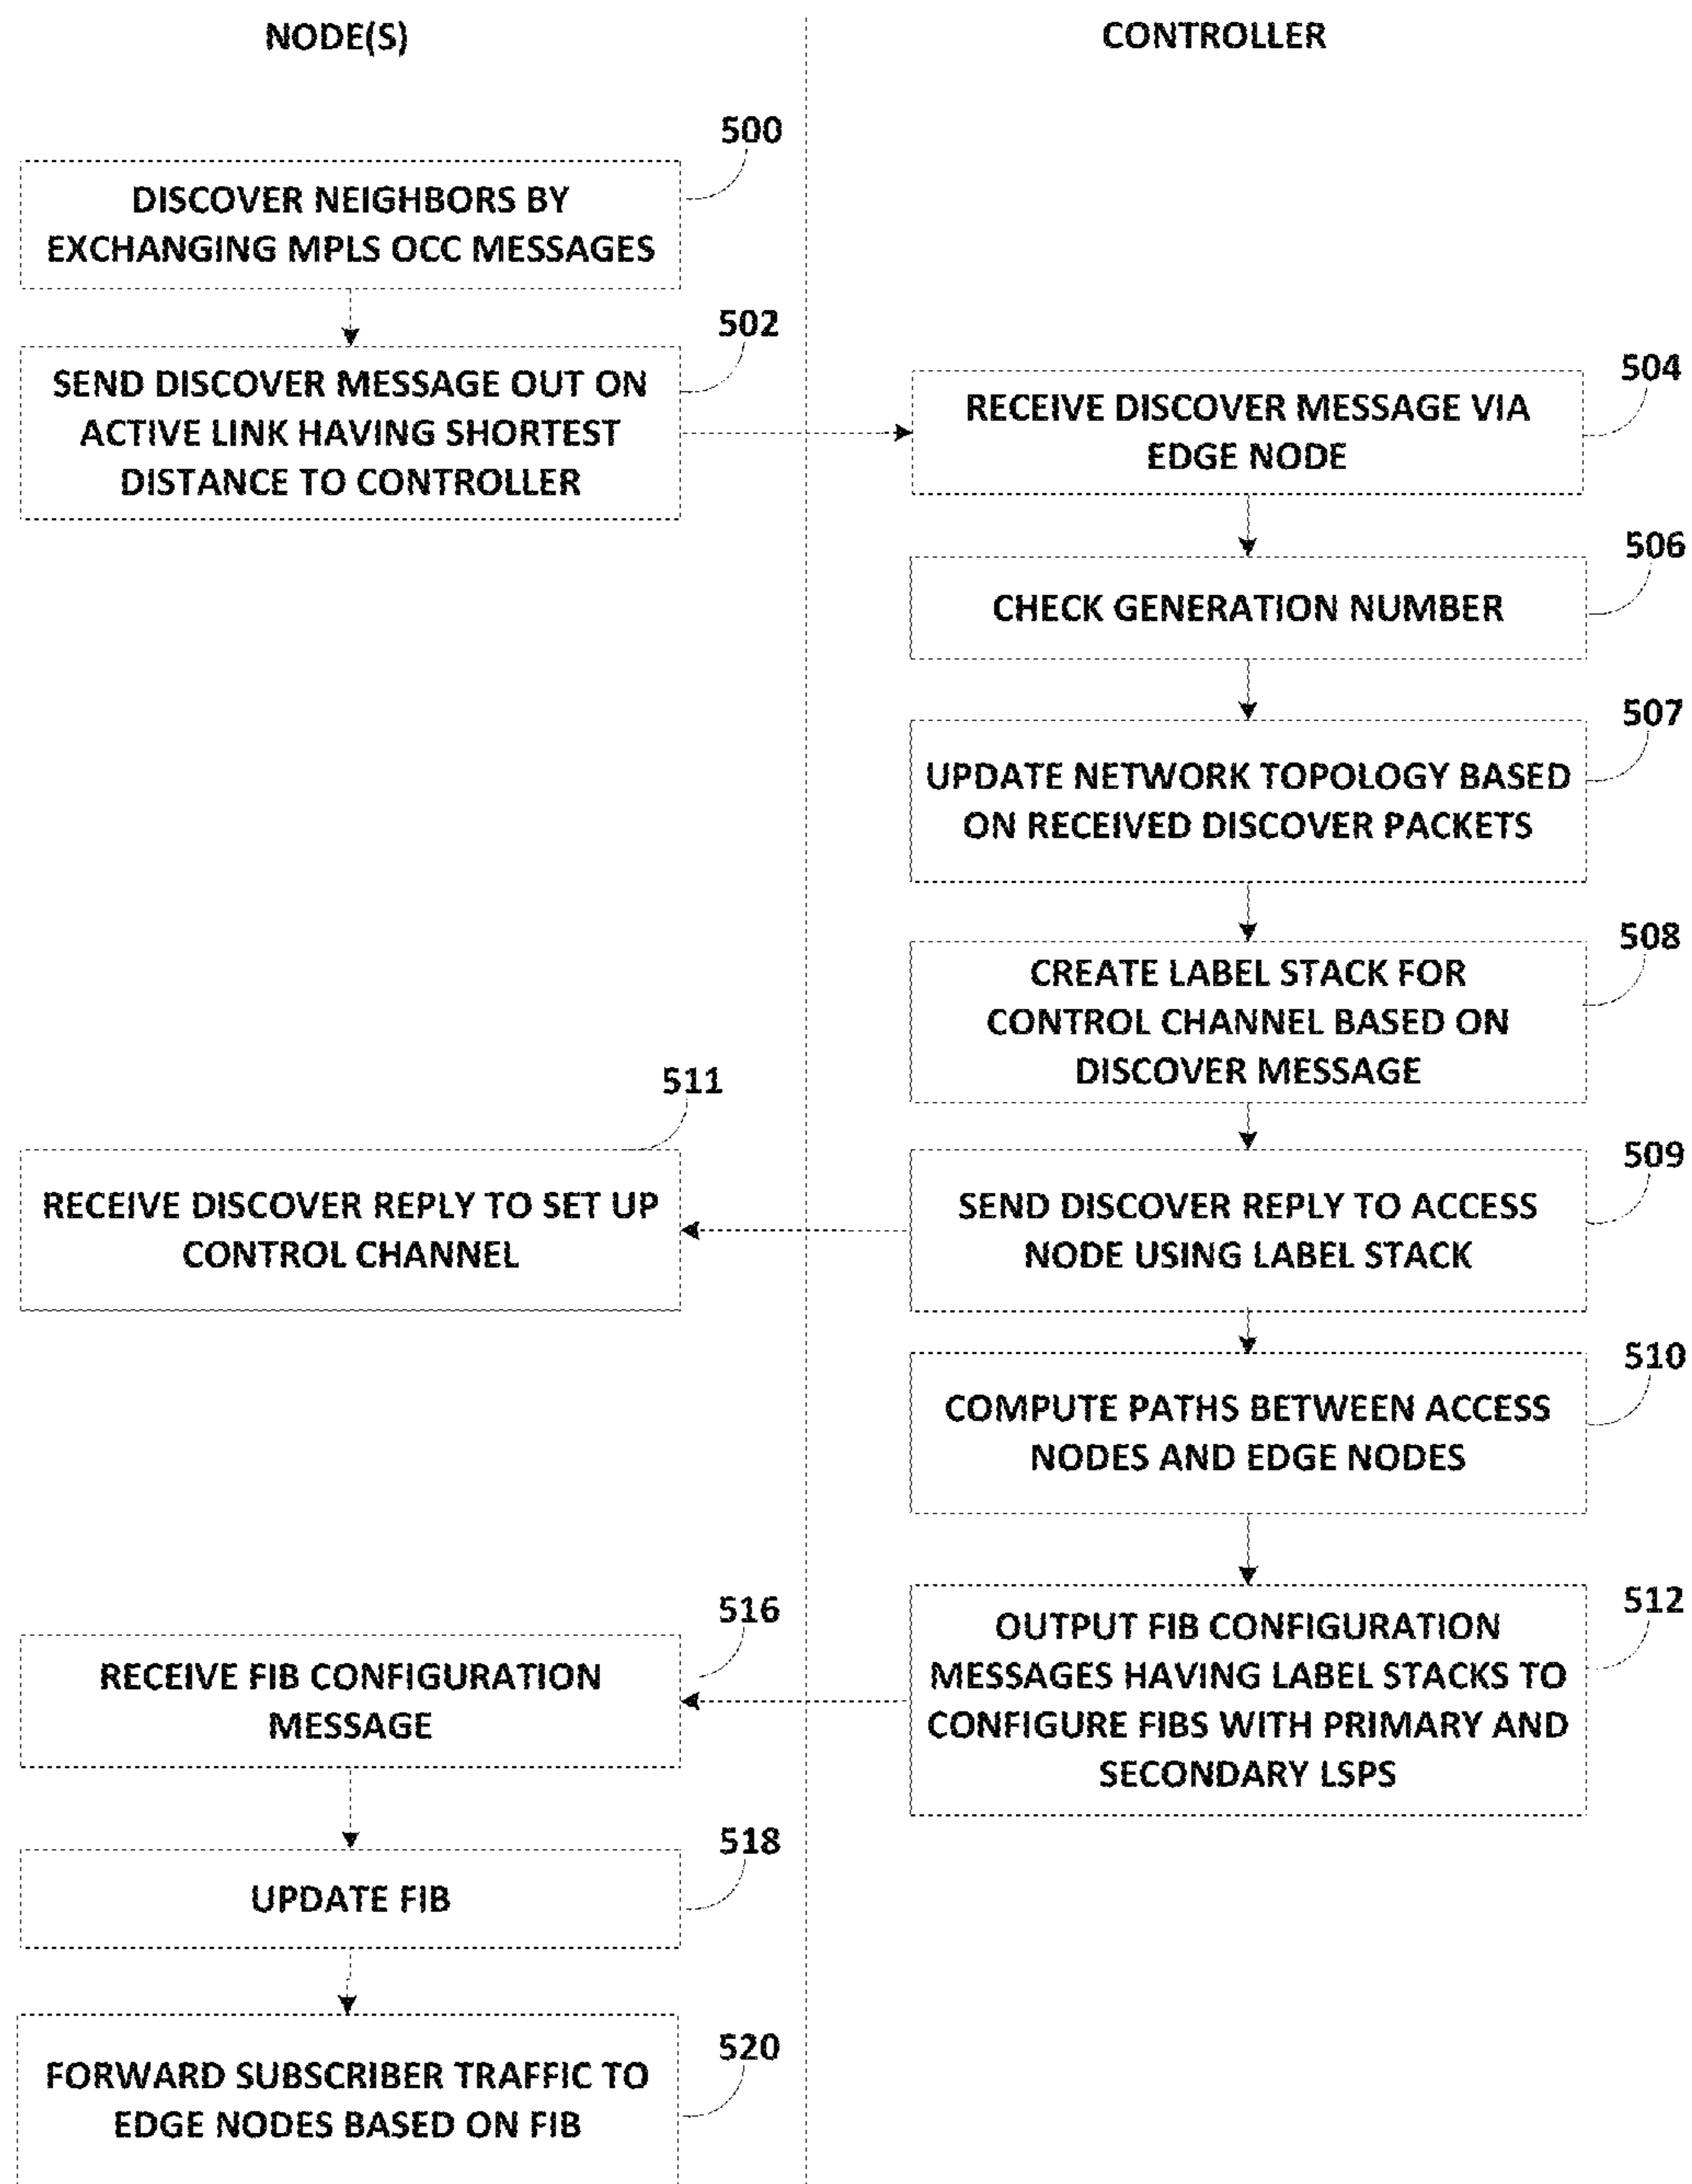 NODE(S)
CONTROLLER
500
DISCOVER NEIGHBORS BY
EXCHANGING MPLS OCC MESSAGES
502
SEND DISCOVER MESSAGE OUT ON
ACTIVE LINK HAVING SHORTEST
DISTANCE TO CONTROLLER
504
RECEIVE DISCOVER MESSAGE VIA
EDGE NODE
506
CHECK GENERATION NUMBER
507
UPDATE NETWORK TOPOLOGY BASED
ON RECEIVED DISCOVER PACKETS
508
CREATE LABEL STACK FOR
CONTROL CHANNEL BASED ON
DISCOVER MESSAGE
509
SEND DISCOVER REPLY TO ACCESS
NODE USING LABEL STACK
511
RECEIVE DISCOVER REPLY TO SET UP
CONTROL CHANNEL
510
COMPUTE PATHS BETWEEN ACCESS
NODES AND EDGE NODES
512
OUTPUT FIB CONFIGURATION
MESSAGES HAVING LABEL STACKS TO
CONFIGURE FIBS WITH PRIMARY AND
SECONDARY LSPS
516
RECEIVE FIB CONFIGURATION
MESSAGE
518
UPDATE FIB
520
FORWARD SUBSCRIBER TRAFFIC TO
EDGE NODES BASED ON FIB